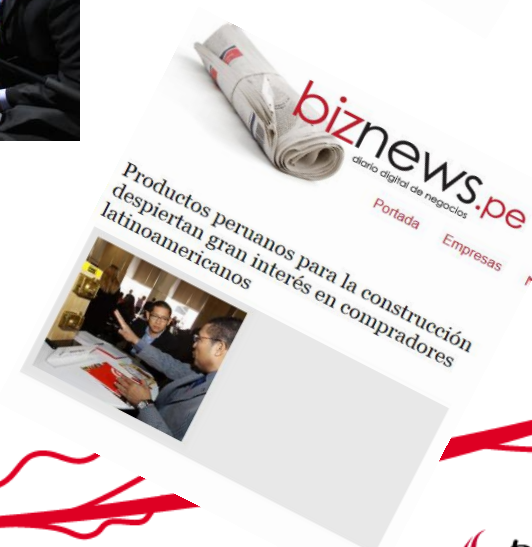 biznews.pe
diario digital de negocios
Portada Empresas
Productos peruanos para la construcción
despiertan gran interés en compradores
latinoamericanos